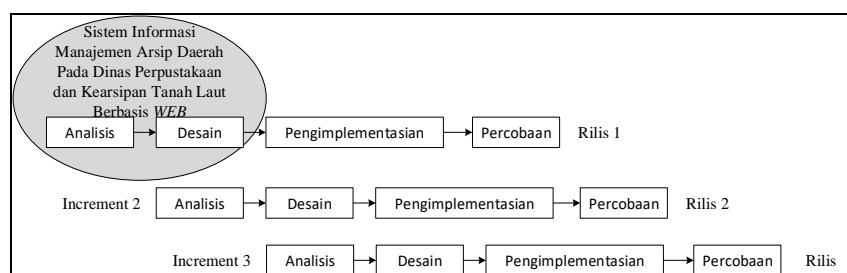 Sistem Informasi
Manajemen Arsip Daerah
Pada Dinas Perpustakaan
dan Kearsipan Tanah Laut
Berbasis WEB
Analisis Desain Pengimplementasian Percobaan Rilis 1
Increment 2 Analisis Desain Pengimplementasian Percobaan Rilis 2
Increment 3 Analisis Desain Pengimplementasian Percobaan Rilis